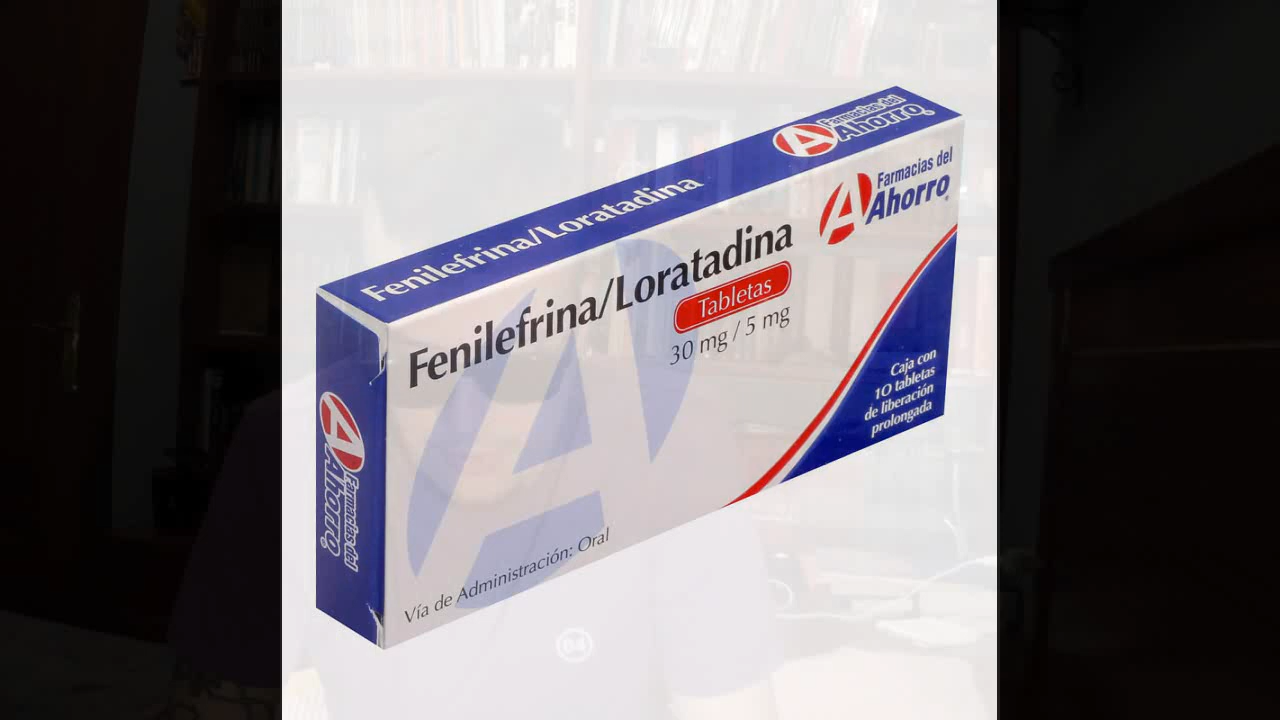 Farmacias del
Ahorro
Fenilefrina/Loratadina
Farmacias del
Ahorro
Fenilefrina/Loratadina
Tabletas
30 mg / 5 mg
Caja con
10 tabletas
de liberación
prolongada
Vía de Administración: Oral
Farmacias del
Ahorro
04